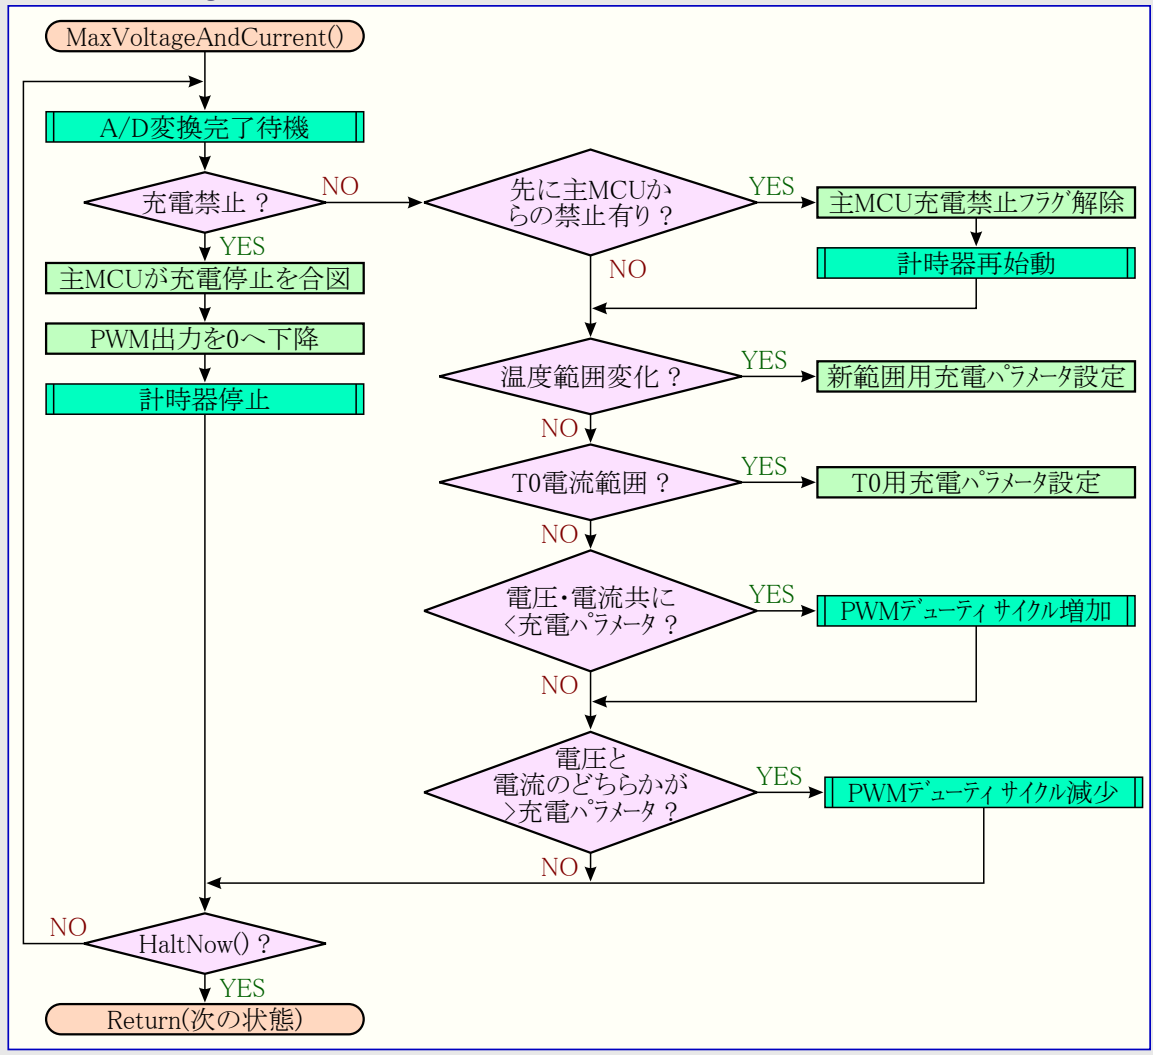 MaxVoltageAndCurrent()
A/D変換完了待機
充電禁止？
NO
YES
主MCUが充電停止を合図
PWM出力を0へ下降
計時器停止
先に主MCUか
らの禁止有り？
YES
NO
主MCU充電禁止ﾌﾗｸﾞ解除
計時器再始動
温度範囲変化？
YES
NO
新範囲用充電ﾊﾟﾗﾒｰﾀ設定
T0電流範囲？
YES
NO
T0用充電ﾊﾟﾗﾒｰﾀ設定
電圧・電流共に
<充電ﾊﾟﾗﾒｰﾀ？
YES
NO
PWMﾃﾞｭｰﾃｨ ｻｲｸﾙ増加
電圧と
電流のどちらかが
>充電ﾊﾟﾗﾒｰﾀ？
YES
NO
PWMﾃﾞｭｰﾃｨ ｻｲｸﾙ減少
HaltNow()？
NO
YES
Return(次の状態)